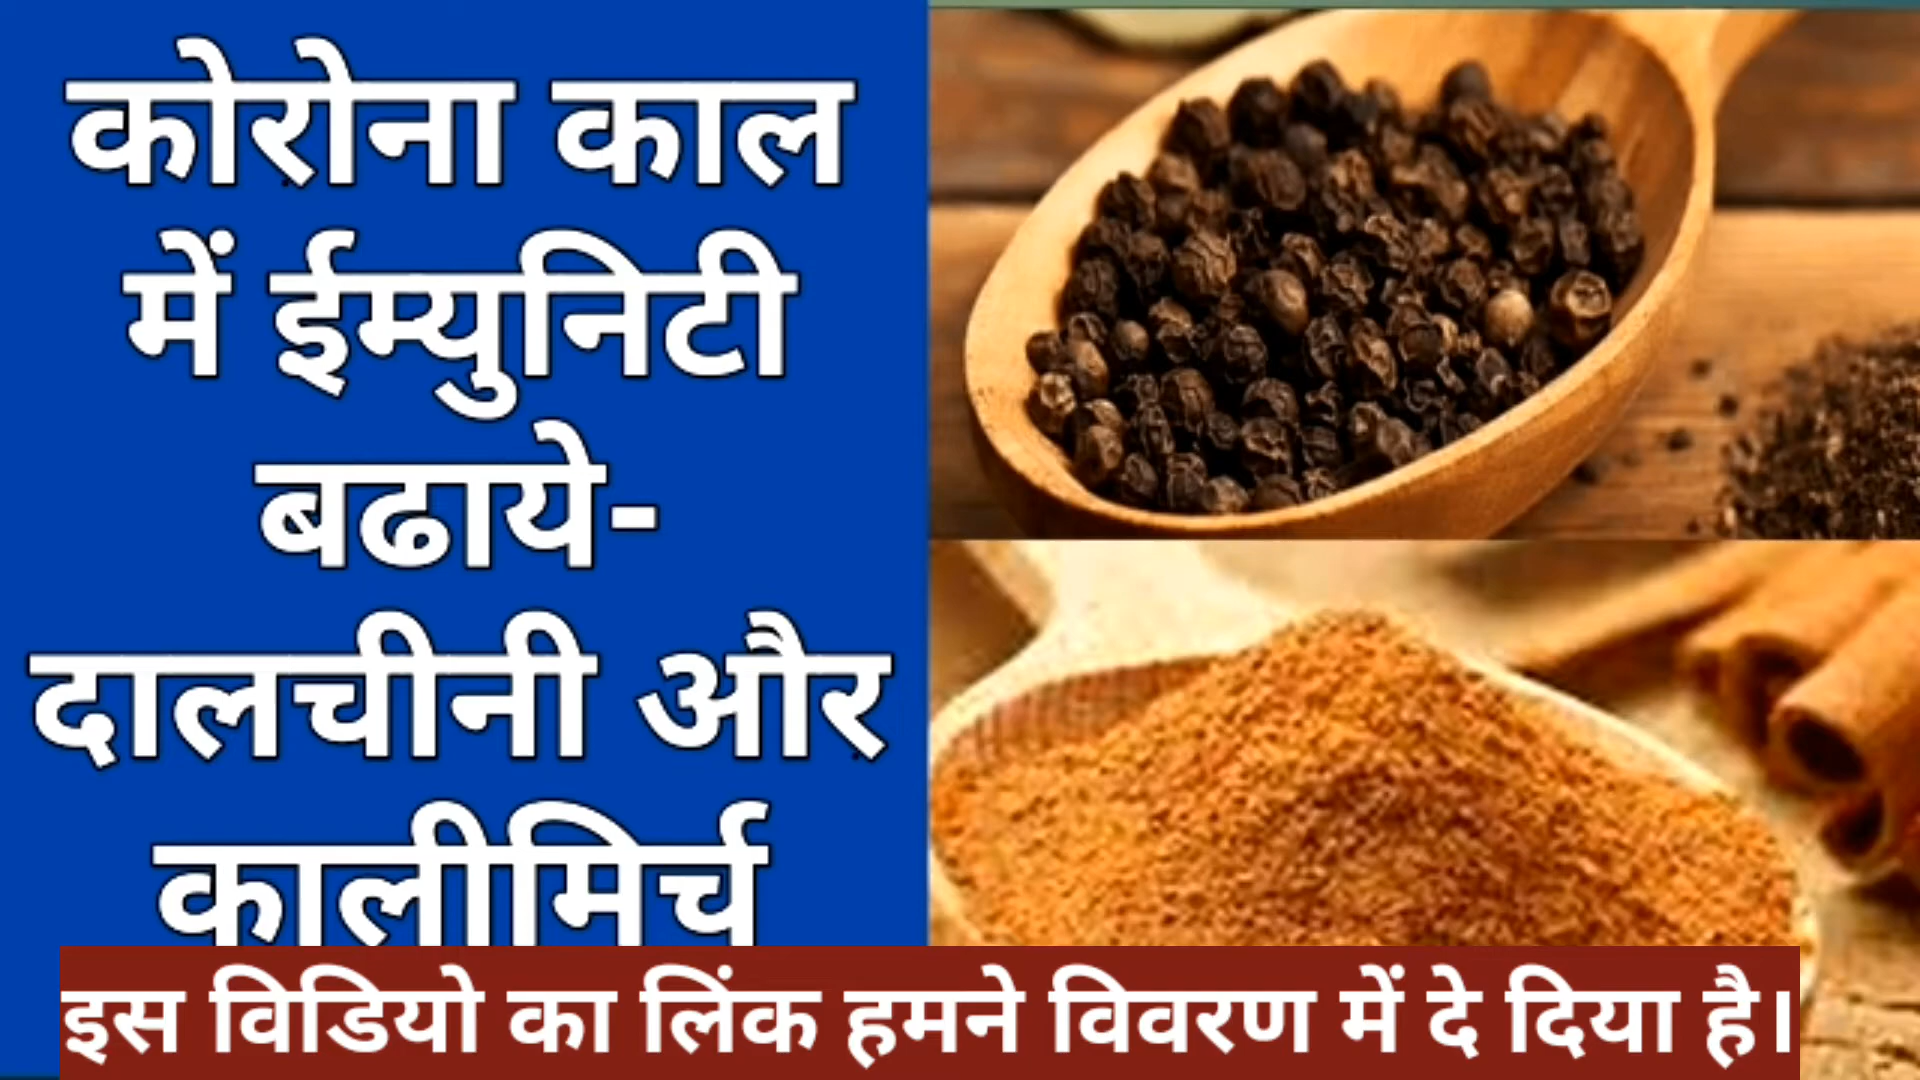 कोरोना काल
में ईम्युनिटी
बढाये-
दालचीनी और
कालीमिर्च
इस विडियो का लिंक हमने विवरण में दे दिया है।